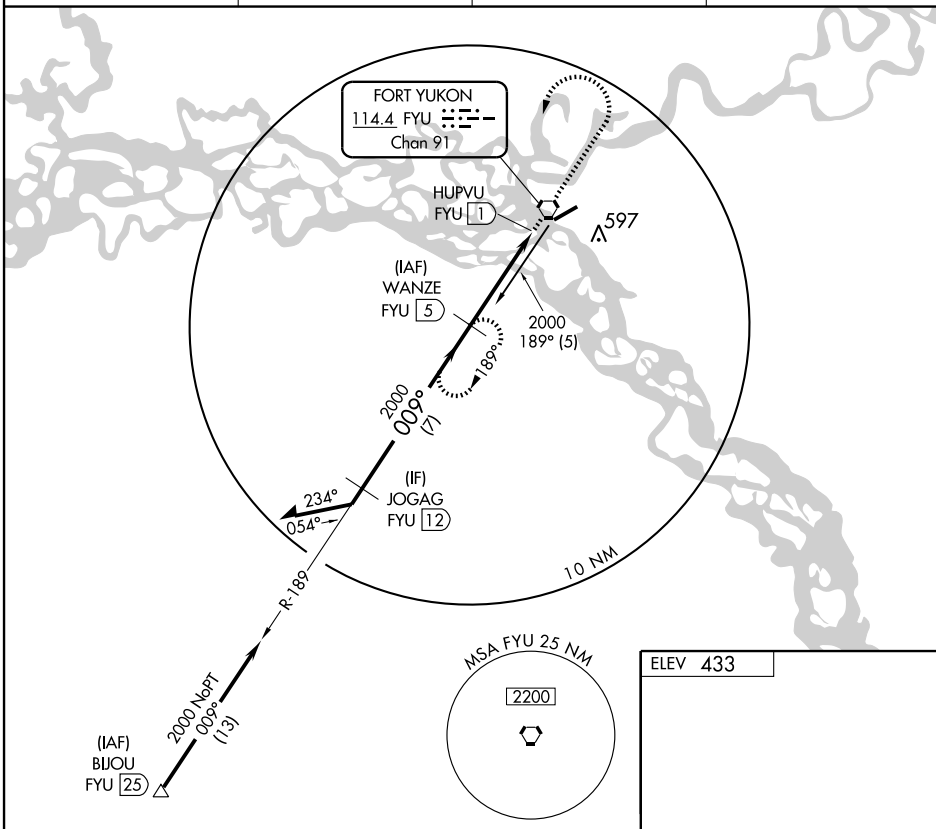 FORT YUKON
114.4 FYU
Chan 91
HUPVU
FYU 1
597
(IAF)
WANZE
FYU 5
2000
189° (5)
189°
2000
009°
(7)
(IF)
JOGAG
FYU 12
234°
054°
10 NM
R-189
2000 NoPT
009°
(13)
(IAF)
BIJOU
FYU 25
MSA FYU 25 NM
2200
ELEV 433